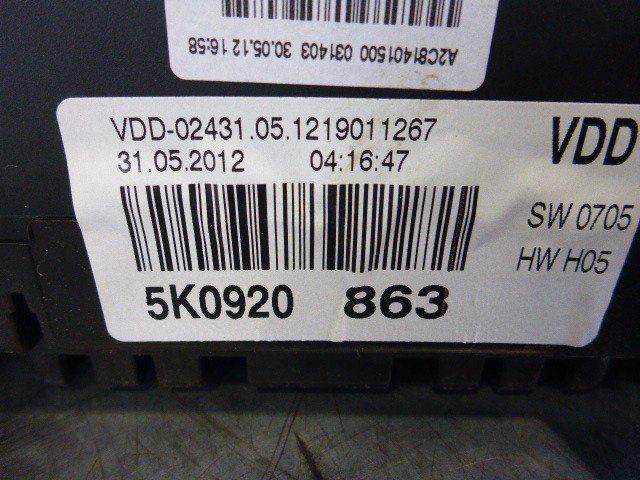 A2C81401500 031403 30.05.12 16:58
VDD-02431.05.1219011267
VDD
31.05.2012 04:16:47
SW 0705
HW H05
5K0920 863